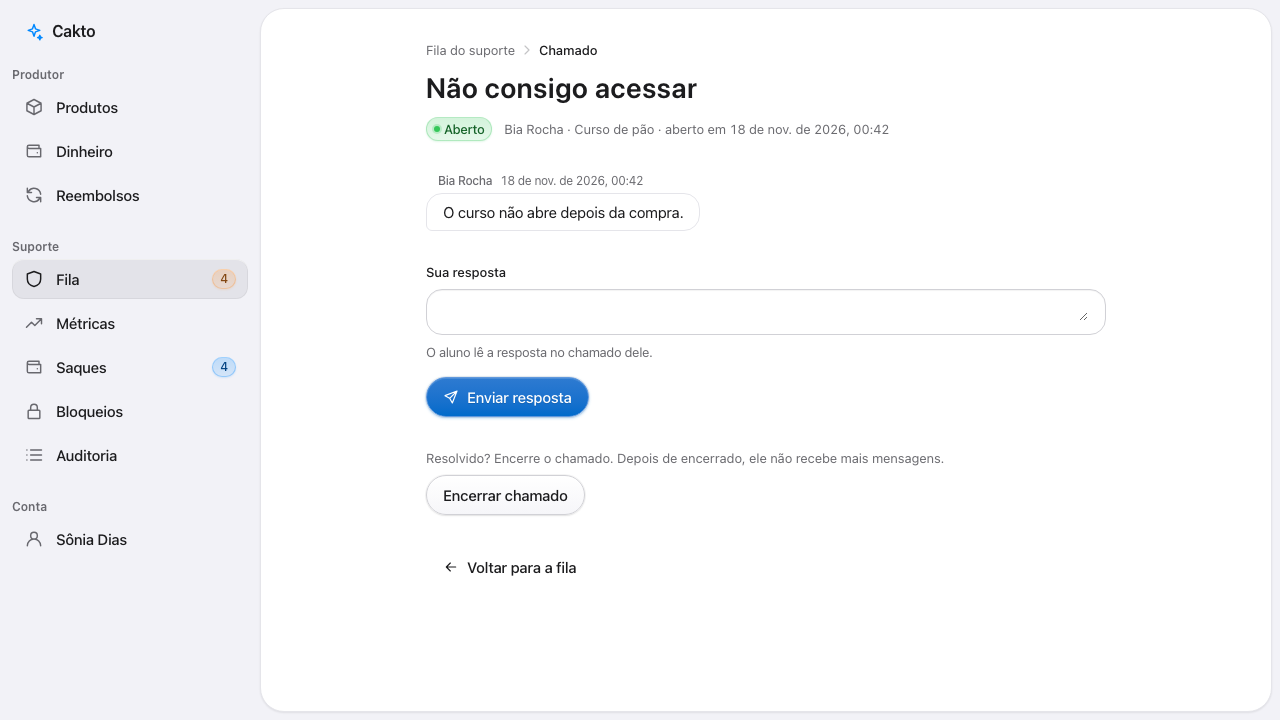 Cakto
Produtor
Produtos
Dinheiro
Reembolsos
Suporte
Fila 4
Métricas
Saques 4
Bloqueios
Auditoria
Conta
Sônia Dias
Fila do suporte Chamado
Não consigo acessar
Aberto Bia Rocha · Curso de pão · aberto em 18 de nov. de 2026, 00:42
Bia Rocha 18 de nov. de 2026, 00:42
O curso não abre depois da compra.
Sua resposta
O aluno lê a resposta no chamado dele.
Enviar resposta
Resolvido? Encerre o chamado. Depois de encerrado, ele não recebe mais mensagens.
Encerrar chamado
Voltar para a fila